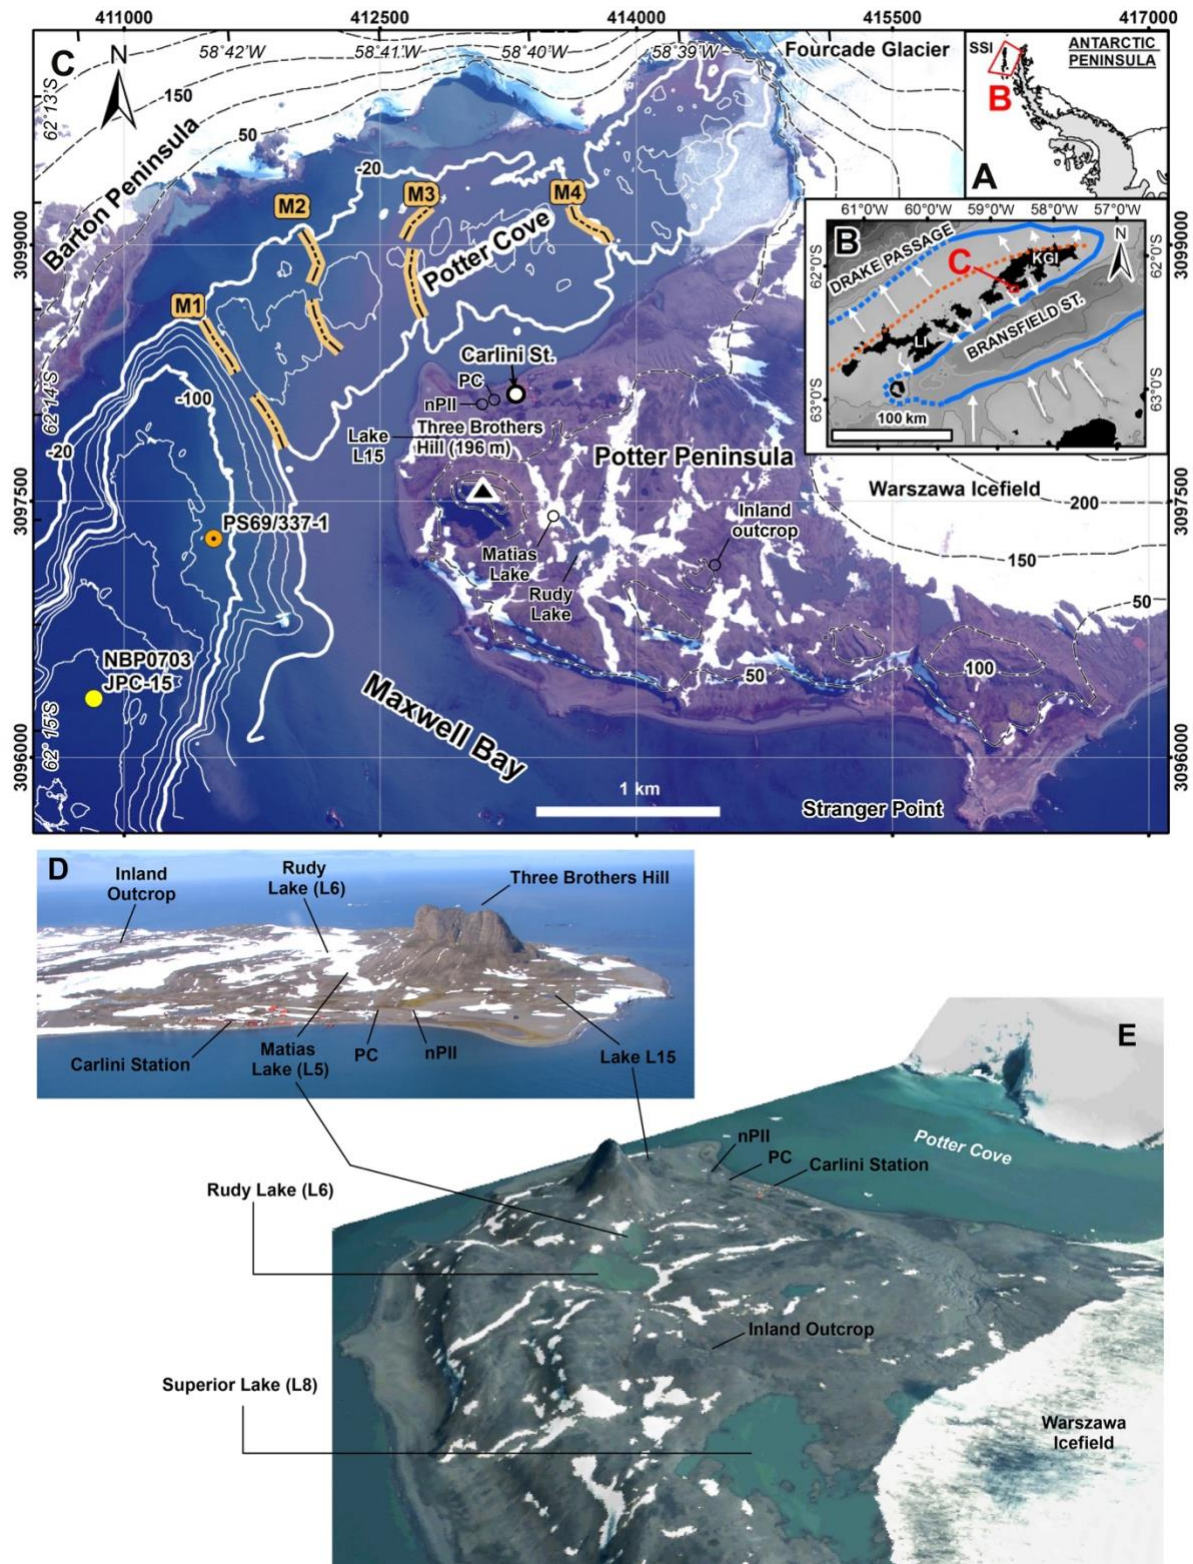 411000
412500
414000
415500
417000
58°42'W
58°41'W
58°40'W
58°39'W
C
N
Fourcade Glacier
150
50
62°13'S
Barton Peninsula
-20
M1
M2
M3
M4
Potter Cove
3099000
3099000
62°14'S
-100
-20
Carlini St.
PC
nPII
Lake
L15
Three Brothers
Hill (196 m)
Potter Peninsula
Warszawa Icefield
200
150
50
3097500
3097500
PS69/337-1
Matias
Lake
Rudy
Lake
Inland
outcrop
NBP0703
JPC-15
62°15'S
Maxwell Bay
50
100
3096000
3096000
1 km
Stranger Point
SSI
ANTARCTIC
PENINSULA
B
A
61°0'W
60°0'W
59°0'W
58°0'W
57°0'W
B
N
DRAKE PASSAGE
C
KGI
LI
BRANSFIELD ST.
62°0'S
62°0'S
63°0'S
63°0'S
100 km
D
Inland
Outcrop
Rudy
Lake (L6)
Three Brothers Hill
Carlini Station
Matias
Lake (L5)
PC
nPII
Lake L15
E
nPII
PC
Carlini Station
Potter Cove
Rudy Lake (L6)
Inland Outcrop
Superior Lake (L8)
Warszawa
Icefield